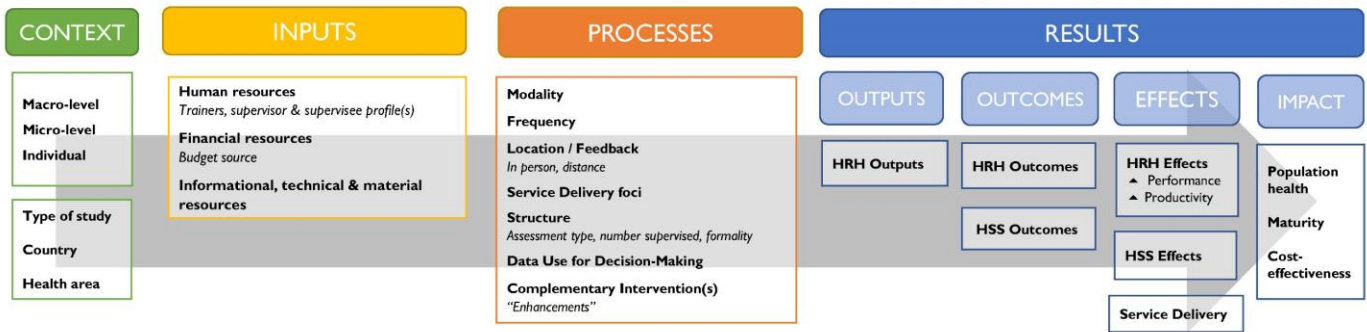 CONTEXT
Macro-level
Micro-level
Individual
Type of study
Country
Health area
INPUTS
Human resources
Trainers, supervisor & supervisee profile(s)
Financial resources
Budget source
Informational, technical & material
resources
PROCESSES
Modality
Frequency
Location / Feedback
In person, distance
Service Delivery foci
Structure
Assessment type, number supervised, formality
Data Use for Decision-Making
Complementary Intervention(s)
“Enhancements”
RESULTS
OUTPUTS
HRH Outputs
OUTCOMES
HRH Outcomes
HSS Outcomes
EFFECTS
HRH Effects
▲ Performance
▲ Productivity
HSS Effects
Service Delivery
IMPACT
Population
health
Maturity
Cost-
effectiveness